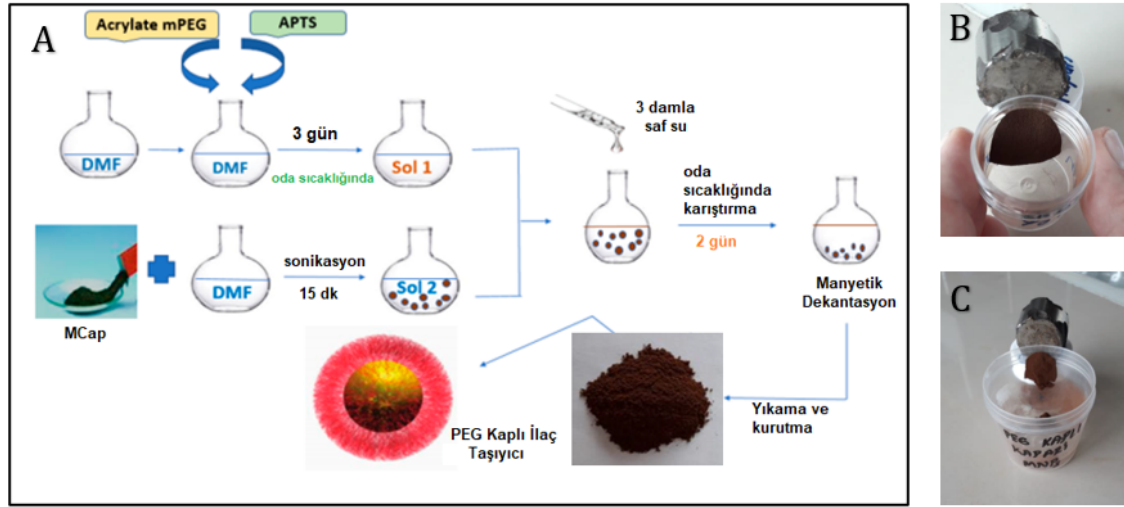 A
Acrylate mPEG
APTS
DMF
DMF
3 gün
oda sıcaklığında
Sol 1
3 damla
saf su
oda
sıcaklığında
karıştırma
2 gün
MCap
DMF
sonikasyon
15 dk
Sol 2
Manyetik
Dekantasyon
Yıkama ve
kurutma
PEG Kaplı İlaç
Taşıyıcı
B
C
PEG KAPLI
MNP